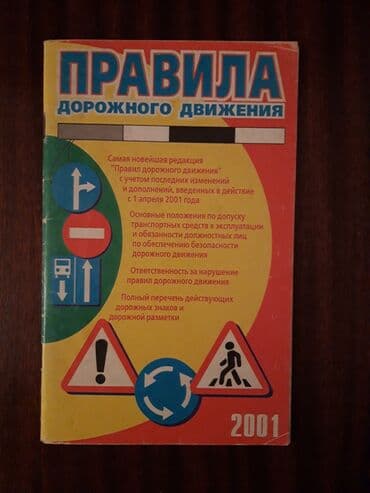 ПРАВИЛА
ДОРОЖНОГО ДВИЖЕНИЯ
Самая новейшая редакция
"Правил дорожного движения"
с учетом последних изменений
и дополнений, введенных в действие
с 1 апреля 2001 года
Основные положения по допуску
транспортных средств к эксплуатации
и обязанности должностных лиц
по обеспечению безопасности
дорожного движения
Ответственность за нарушение
правил дорожного движения
Полный перечень действующих
дорожных знаков и
дорожной разметки
2001